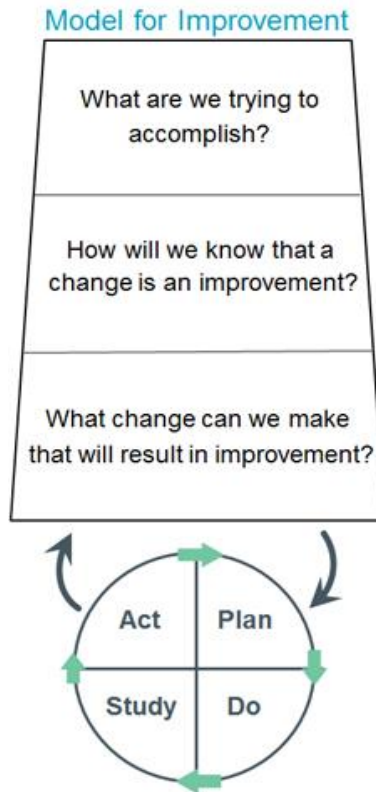 Model for Improvement
What are we trying to
accomplish?
How will we know that a
change is an improvement?
What change can we make
that will result in improvement?
Act
Plan
Study
Do